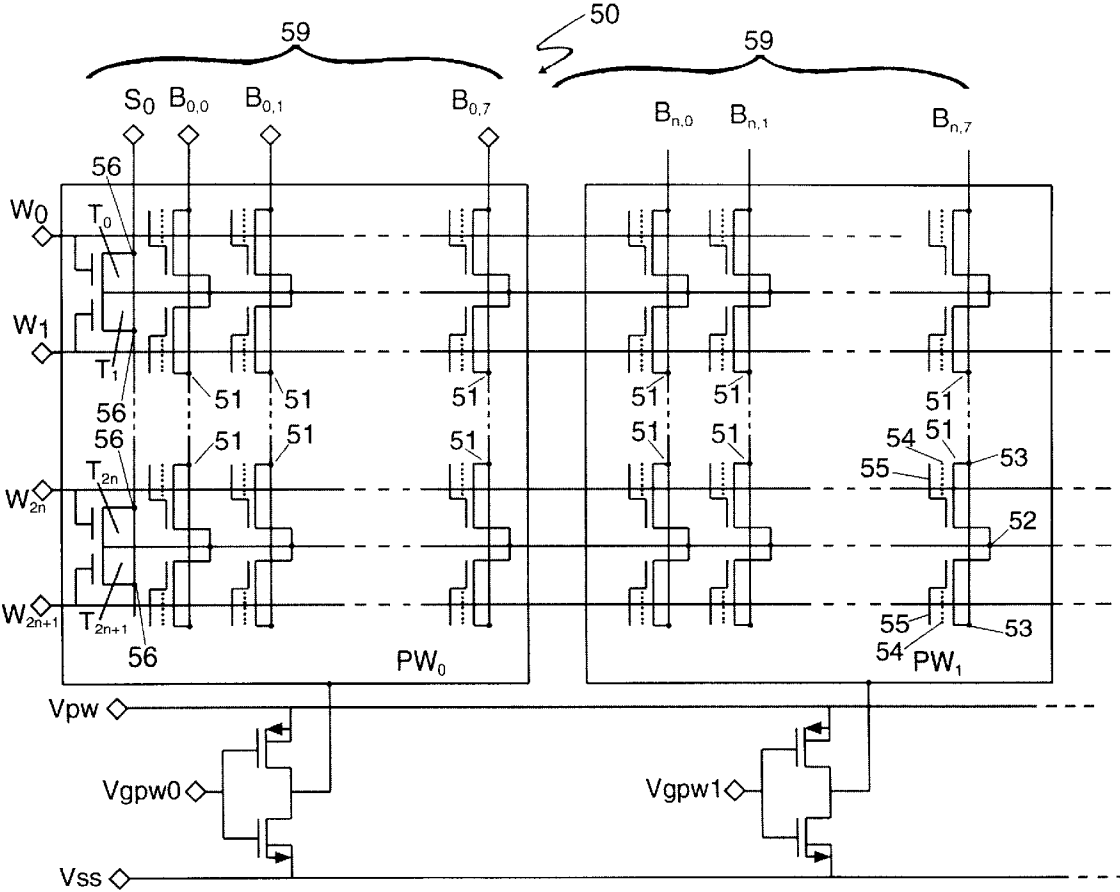 50
59 59
S0 B0,0 B0,1 B0,7 Bn,0 Bn,1 Bn,7
56
W0 T0
W1 T1
56 51 51 51 51 51 51
56 51 51 51 51 51 54 51 53
55
W2n T2n
52
W2n+1 T2n+1
56 55 54 53
PW0 PW1
Vpw
Vgpw0 Vgpw1
Vss